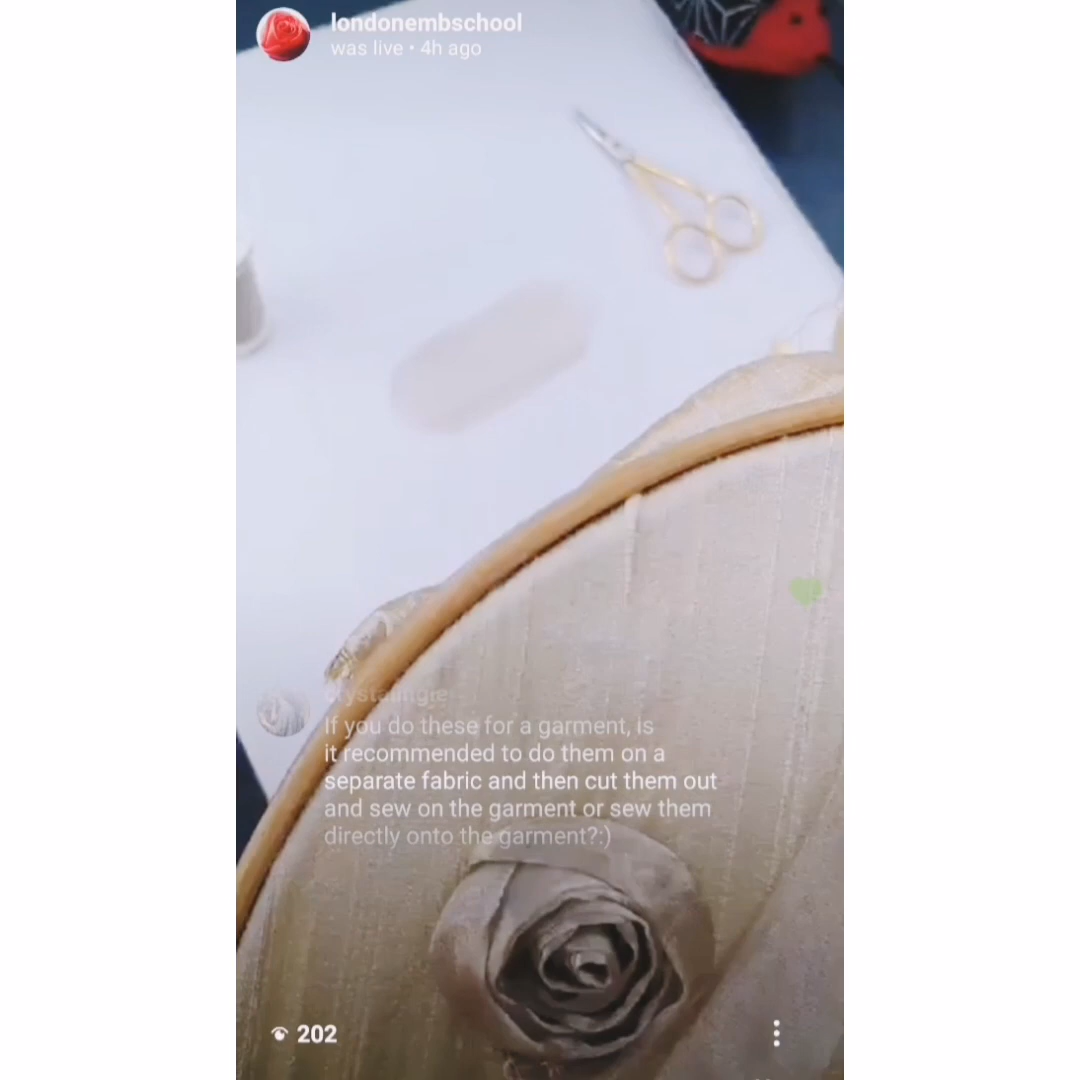 londonembschool
was live • 4h ago
If you do these for a garment, is
it recommended to do them on a
separate fabric and then cut them out
and sew on the garment or sew them
directly onto the garment?:)
202